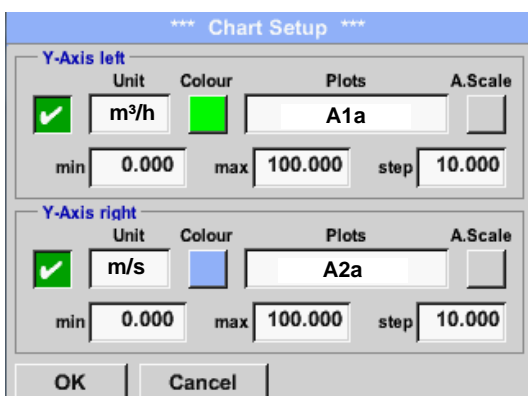 *** Chart Setup ***
Y-Axis left
Unit Colour Plots A.Scale
m³/h A1a
min 0.000 max 100.000 step 10.000
Y-Axis right
Unit Colour Plots A.Scale
m/s A2a
min 0.000 max 100.000 step 10.000
OK Cancel